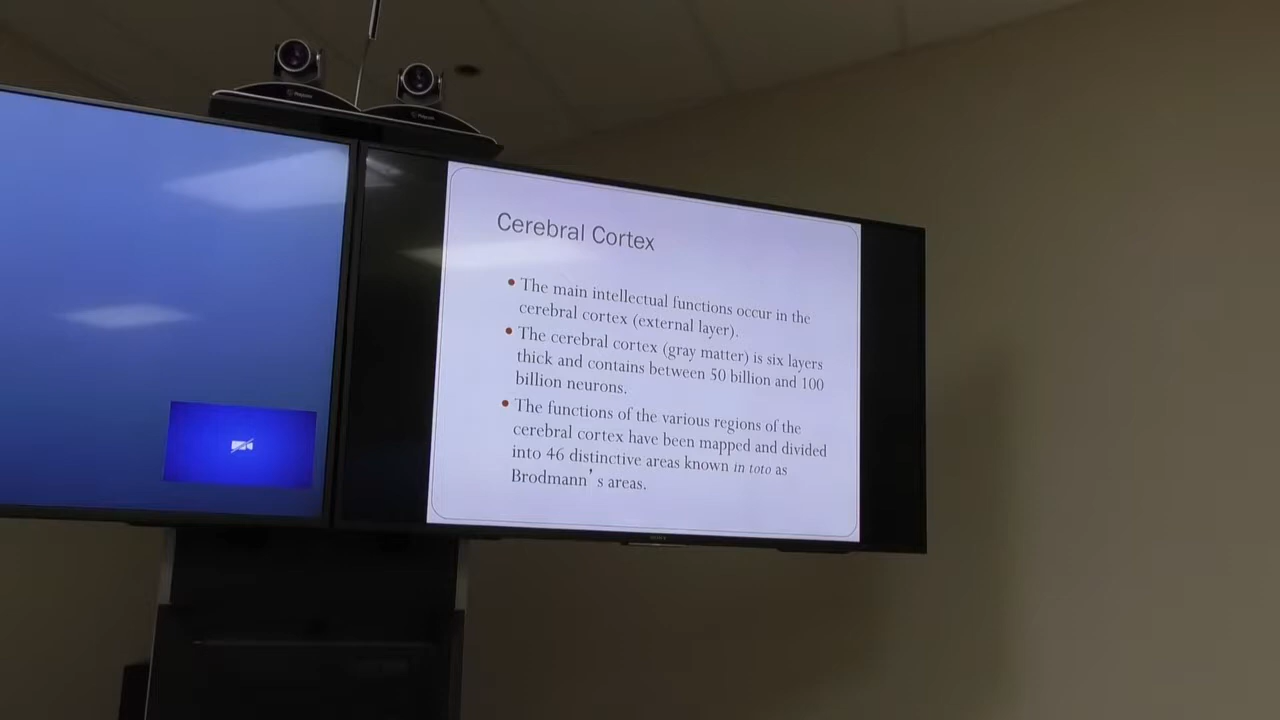 Cerebral Cortex
• The main intellectual functions occur in the
cerebral cortex (external layer).
• The cerebral cortex (gray matter) is six layers
thick and contains between 50 billion and 100
billion neurons.
• The functions of the various regions of the
cerebral cortex have been mapped and divided
into 46 distinctive areas known in toto as
Brodmann's areas.
SONY